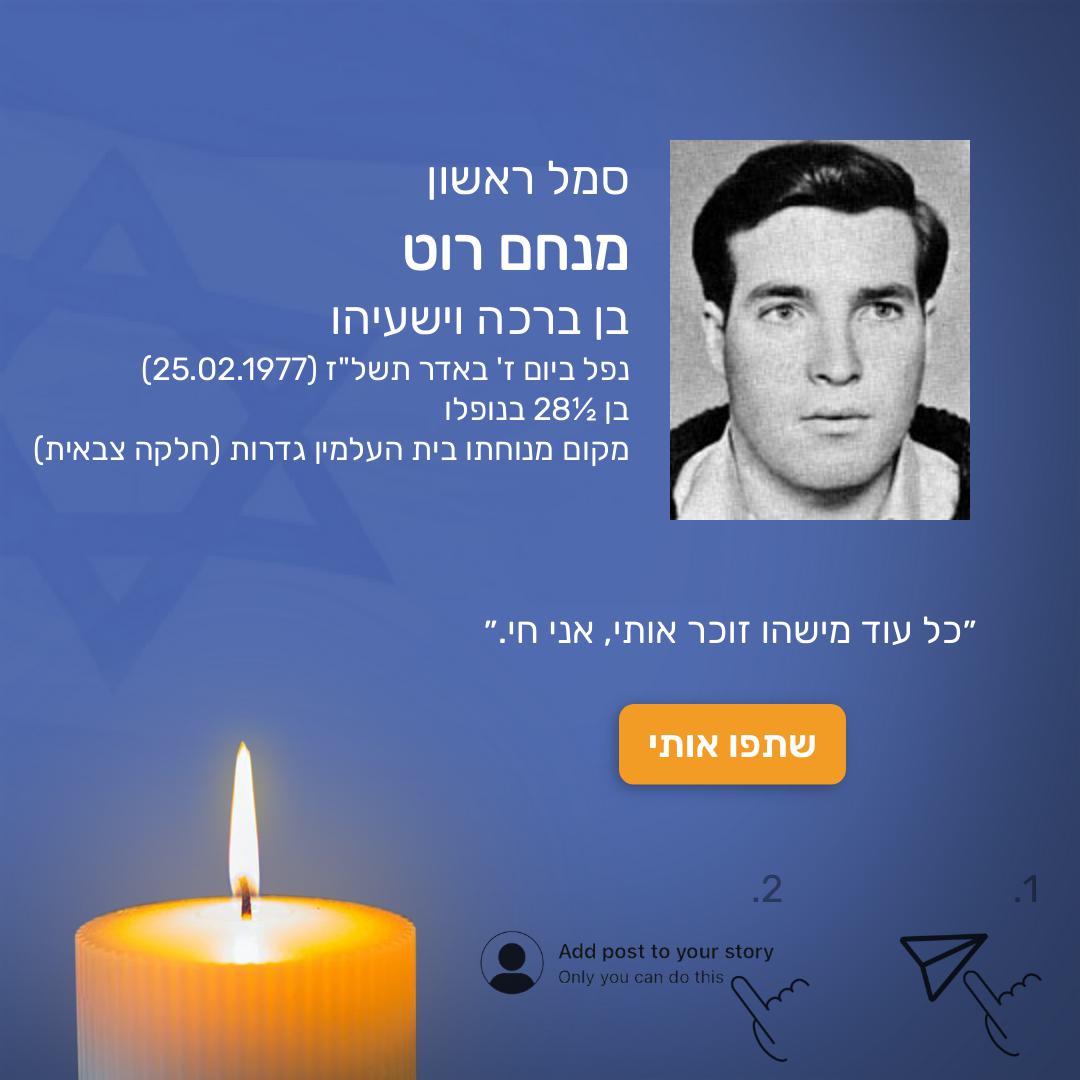 סמל ראשון
מנחם רוט
בן ברכה וישעיהו
נפל ביום ז' באדר תשל"ז (25.02.1977)
בן 28½ בנופלו
מקום מנוחתו בית העלמין גדרות (חלקה צבאית)
״כל עוד מישהו זוכר אותי, אני חי.״
שתפו אותי
1.
2.
Add post to your story
Only you can do this